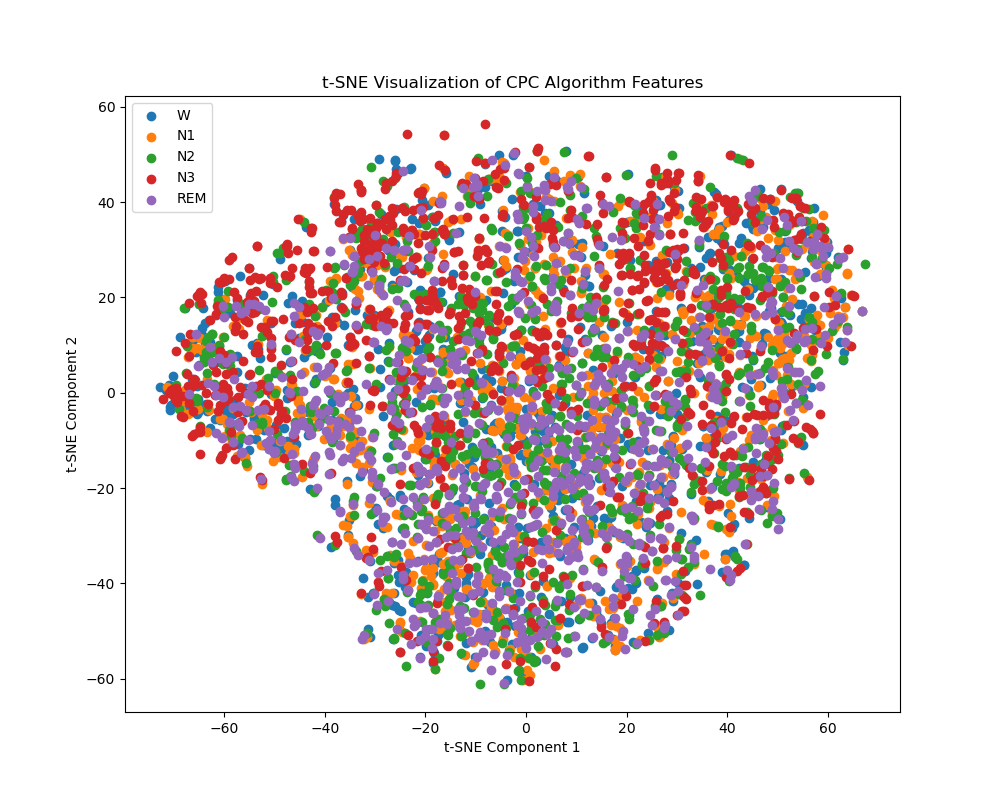 t-SNE Visualization of CPC Algorithm Features
W
N1
N2
N3
REM
60
40
20
0
−20
−40
−60
t-SNE Component 2
−60 −40 −20 0 20 40 60
t-SNE Component 1